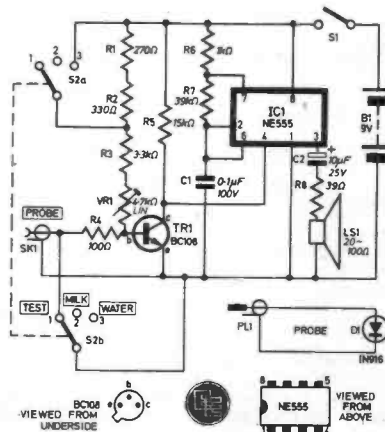 1
2
3
S2a
R1
270Ω
R2
330Ω
R3
3·3kΩ
VR1
4·7kΩ
LIN
R4
100Ω
R5
15kΩ
R6
1kΩ
R7
39kΩ
C1
0·1µF
100V
7
8
2
6
5
4
1
3
IC1
NE555
S1
B1
9V
C2
+
10µF
25V
R8
39Ω
LS1
20-
100Ω
TR1
BC108
b
c
e
PROBE
SK1
TEST
MILK
WATER
1
2
3
S2b
PL1
PROBE
D1
IN916
b
e
c
BC108
VIEWED FROM
UNDERSIDE
8
5
NE555
1
4
VIEWED
FROM
ABOVE